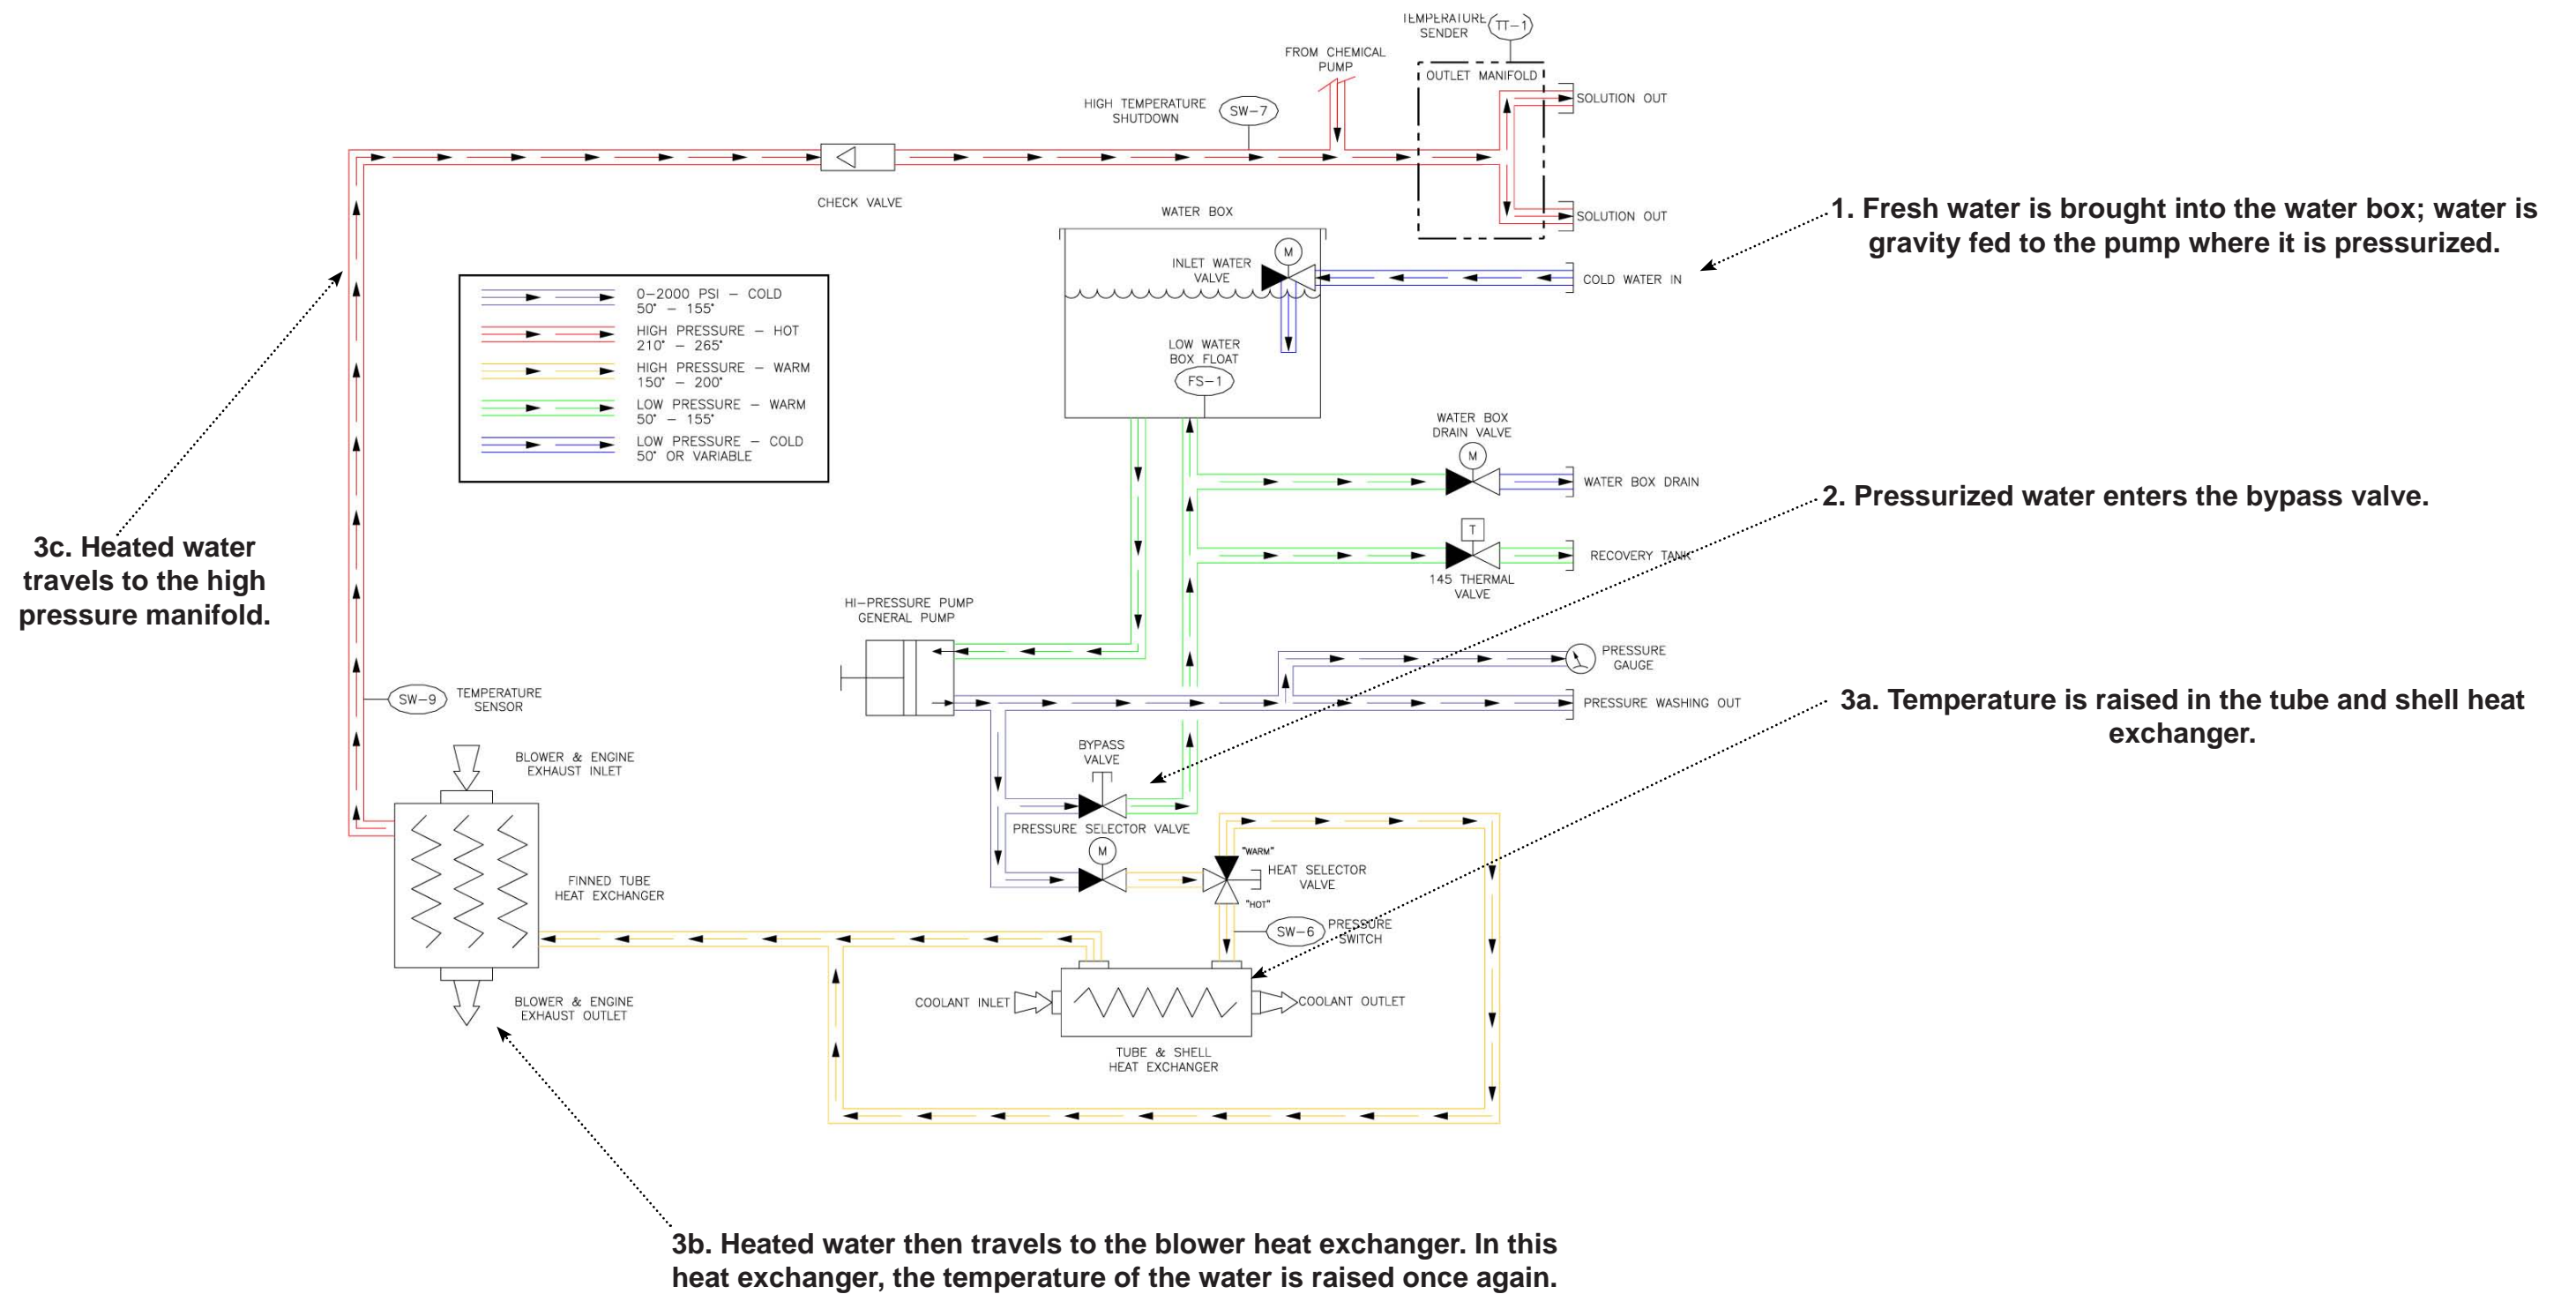 TEMPERATURE
SENDER
TT-1
FROM CHEMICAL
PUMP
OUTLET MANIFOLD
HIGH TEMPERATURE
SHUTDOWN
SW-7
SOLUTION OUT
CHECK VALVE
WATER BOX
SOLUTION OUT
1. Fresh water is brought into the water box; water is
gravity fed to the pump where it is pressurized.
M
INLET WATER
VALVE
COLD WATER IN
0-2000 PSI - COLD
50° - 155°
HIGH PRESSURE - HOT
210° - 265°
HIGH PRESSURE - WARM
150° - 200°
LOW PRESSURE - WARM
50° - 155°
LOW PRESSURE - COLD
50° OR VARIABLE
LOW WATER
BOX FLOAT
FS-1
WATER BOX
DRAIN VALVE
M
WATER BOX DRAIN
2. Pressurized water enters the bypass valve.
3c. Heated water
travels to the high
pressure manifold.
T
RECOVERY TANK
145 THERMAL
VALVE
HI-PRESSURE PUMP
GENERAL PUMP
PRESSURE
GAUGE
SW-9
TEMPERATURE
SENSOR
PRESSURE WASHING OUT
3a. Temperature is raised in the tube and shell heat
exchanger.
BYPASS
VALVE
BLOWER & ENGINE
EXHAUST INLET
PRESSURE SELECTOR VALVE
M
"WARM"
HEAT SELECTOR
VALVE
"HOT"
FINNED TUBE
HEAT EXCHANGER
SW-6
PRESSURE
SWITCH
BLOWER & ENGINE
EXHAUST OUTLET
COOLANT INLET
COOLANT OUTLET
TUBE & SHELL
HEAT EXCHANGER
3b. Heated water then travels to the blower heat exchanger. In this
heat exchanger, the temperature of the water is raised once again.